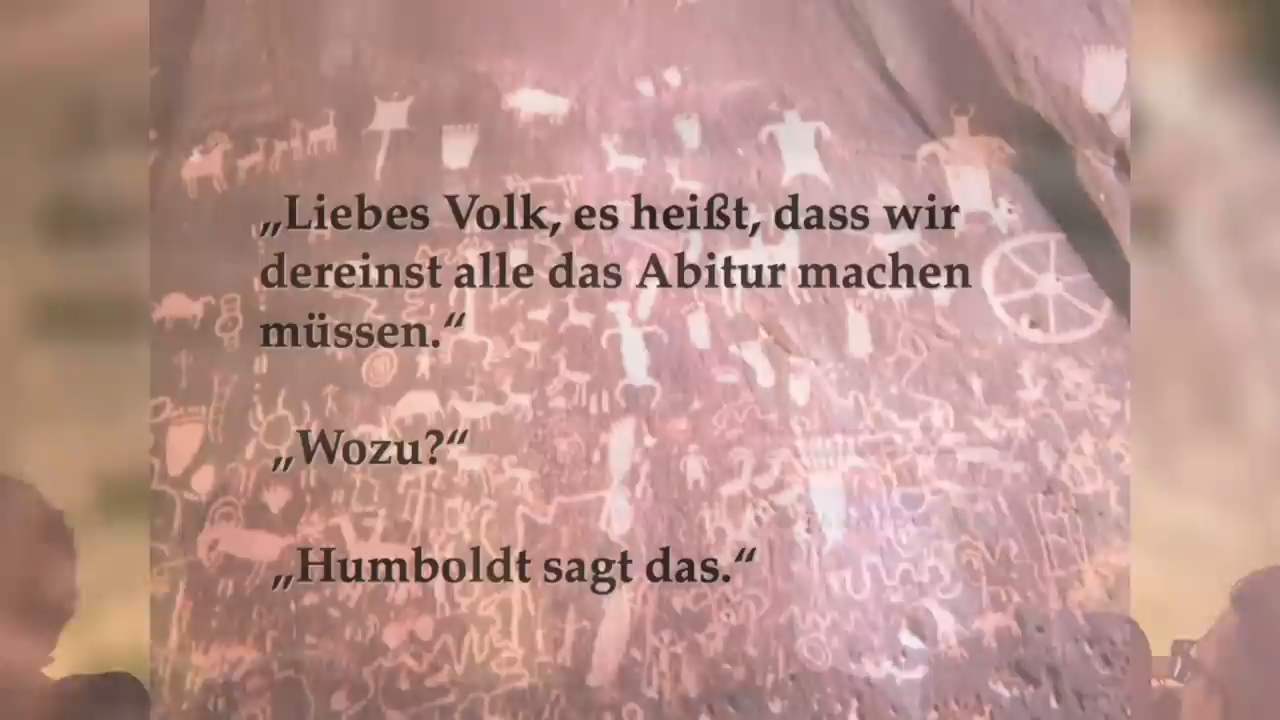 „Liebes Volk, es heißt, dass wir
dereinst alle das Abitur machen
müssen.“
„Wozu?“
„Humboldt sagt das.“